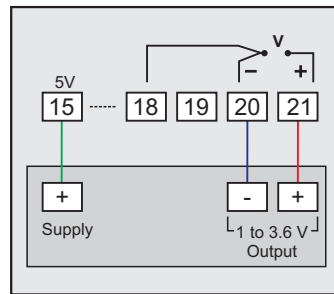 V
− +
5V
15 18 19 20 21
+ - +
Supply 1 to 3.6 V
Output